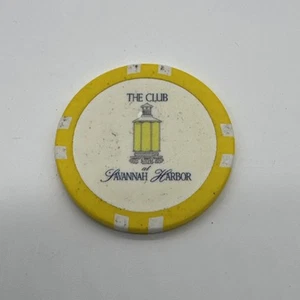 THE CLUB
at
SAVANNAH HARBOR